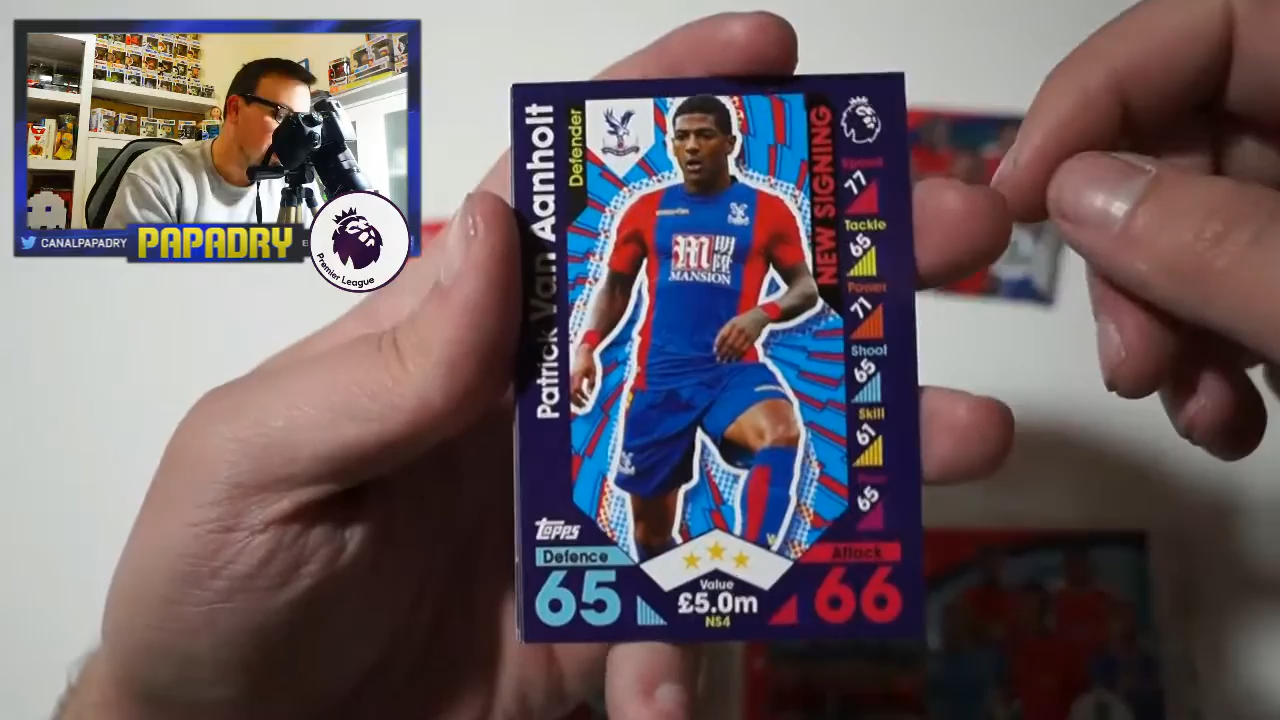 CANALPAPADRY
PAPADRY
Premier League
Patrick Van Aanholt
Defender
MANSION
NEW SIGNING
Speed
77
Tackle
65
Power
71
Shoot
65
Skill
61
65
Topps
Defence
65
Value
£5.0m
NS4
Attack
66